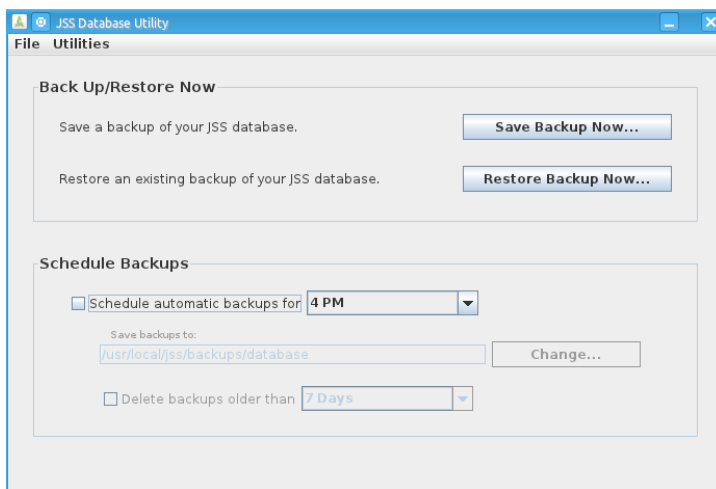 JSS Database Utility
File Utilities
Back Up/Restore Now
Save a backup of your JSS database.
Save Backup Now...
Restore an existing backup of your JSS database.
Restore Backup Now...
Schedule Backups
Schedule automatic backups for 4 PM
Save backups to:
/usr/local/jss/backups/database
Change...
Delete backups older than 7 Days